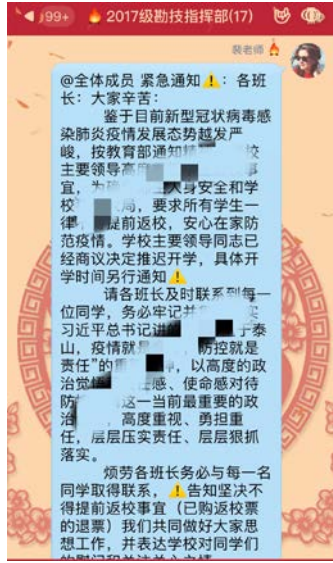 99+
2017级勘技指挥部(17)
裴老师
@全体成员 紧急通知⚠️：各班
长：大家辛苦：
鉴于目前新型冠状病毒感
染肺炎疫情发展态势越发严
峻，按教育部通知精 校
主要领导高 事
宜，为确 人身安全和学
校 局，要求所有学生一
律 提前返校，安心在家防
范疫情。学校主要领导同志已
经商议决定推迟开学，具体开
学时间另行通知⚠️
请各班长及时联系到每一
位同学，务必牢记并
习近平总书记讲的 于泰
山，疫情就 防控就是
责任”的重 ，以高度的政
治觉 任感、使命感对待
防 这一当前最重要的政
治 ，高度重视、勇担重
任，层层压实责任、层层狠抓
落实。
烦劳各班长务必与每一名
同学取得联系，⚠️告知坚决不
得提前返校事宜（已购返校票
的退票）我们共同做好大家思
想工作，并表达学校对同学们